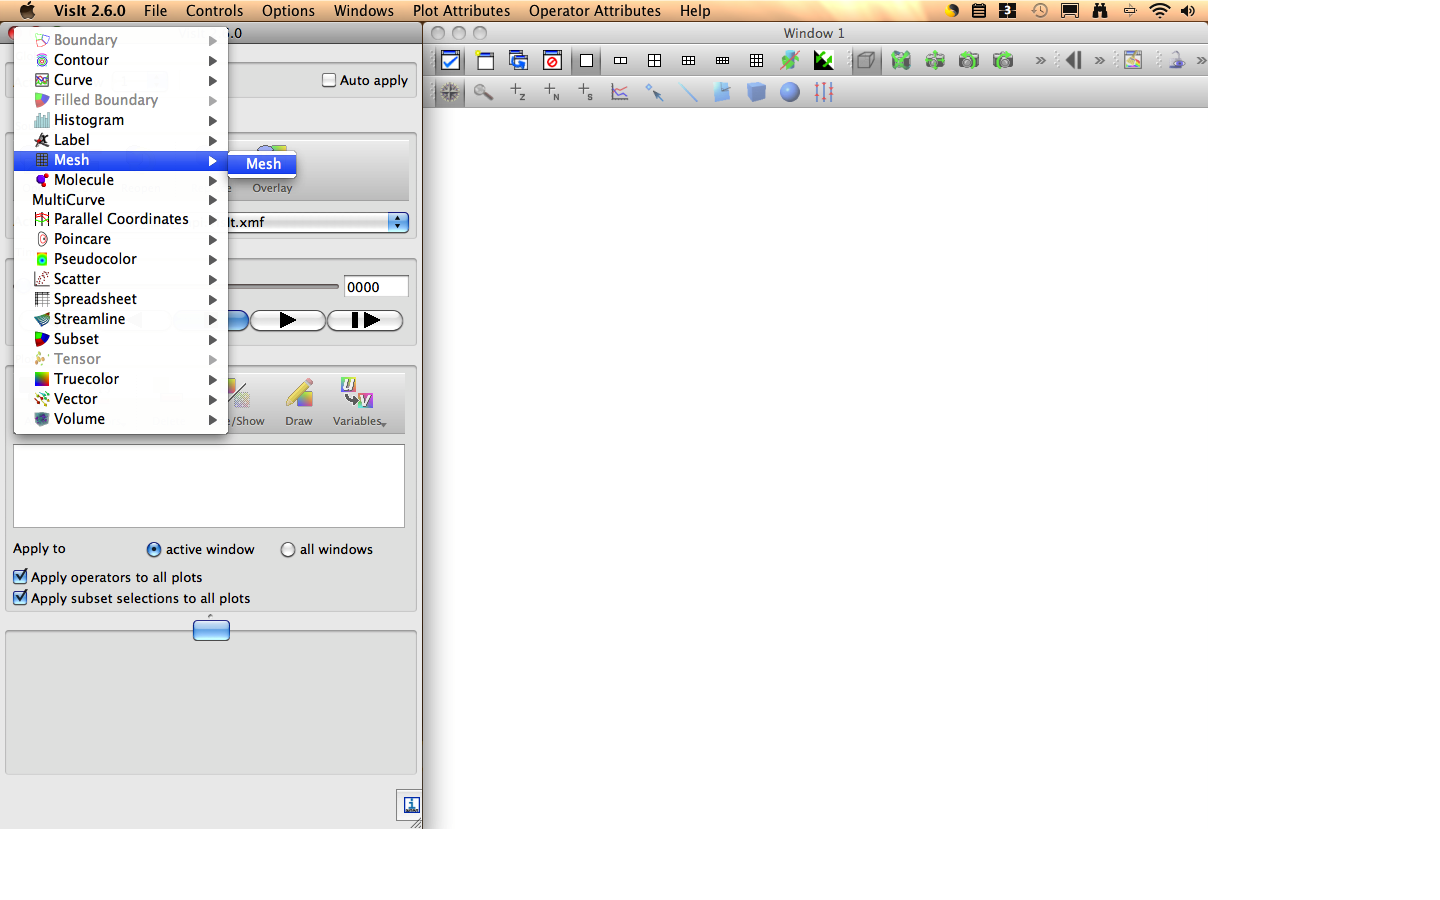 VisIt 2.6.0 File Controls Options Windows Plot Attributes Operator Attributes Help 3
6.0
Window 1
Boundary
Contour
Curve
Auto apply
Filled Boundary
Histogram
Label
Mesh
Mesh
Molecule
Overlay
MultiCurve
Parallel Coordinates
lt.xmf
Poincare
Pseudocolor
Scatter
0000
Spreadsheet
Streamline
Subset
Tensor
Truecolor
Vector
Volume
e/Show Draw Variables
Apply to active window all windows
Apply operators to all plots
Apply subset selections to all plots